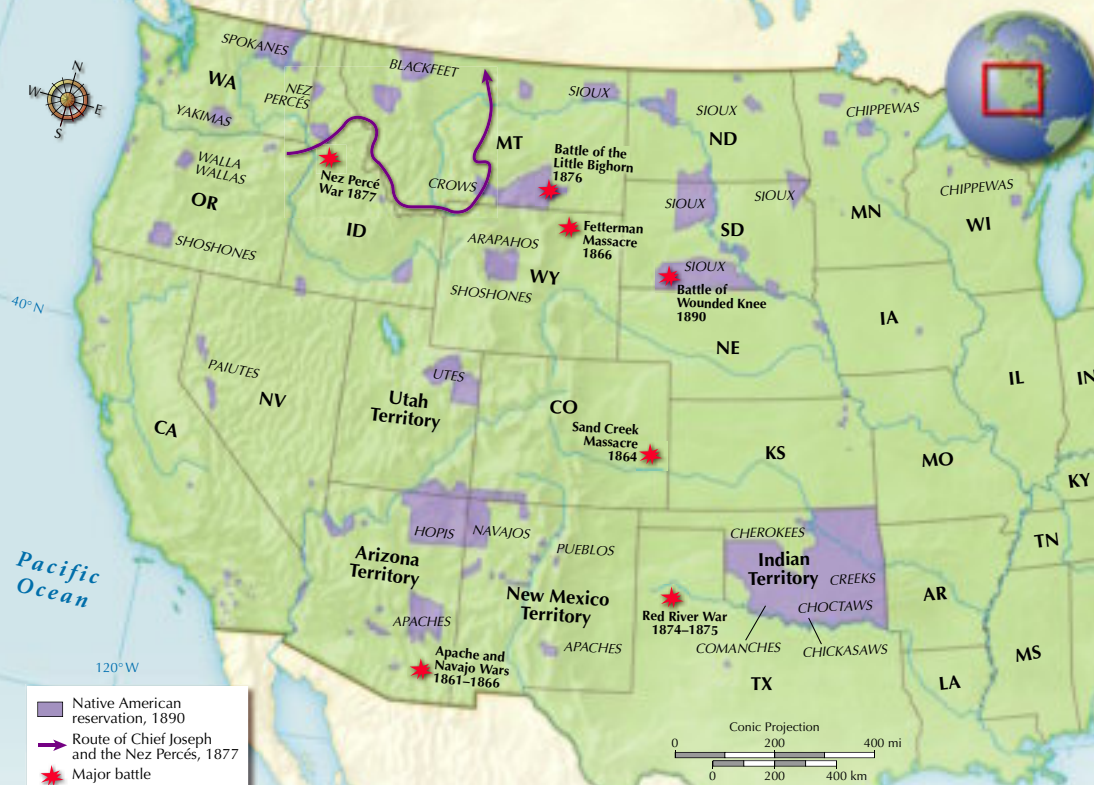 SPOKANES
WA
NEZ
PERCÉS
YAKIMAS
BLACKFEET
SIOUX
MT
SIOUX
ND
CHIPPEWAS
N
W
E
S
WALLA
WALLAS
OR
SHOSHONES
Nez Percé
War 1877
ID
CROWS
Battle of the
Little Bighorn
1876
SIOUX
SIOUX
SD
MN
CHIPPEWAS
WI
ARAPAHOS
Fetterman
Massacre
1866
WY
SHOSHONES
SIOUX
Battle of
Wounded Knee
1890
NE
IA
IL
IN
40°N
PAIUTES
NV
CA
UTES
Utah
Territory
CO
Sand Creek
Massacre
1864
KS
MO
KY
TN
HOPIS
NAVAJOS
PUEBLOS
Arizona
Territory
APACHES
New Mexico
Territory
APACHES
Apache and
Navajo Wars
1861–1866
CHEROKEES
Indian
Territory
CREEKS
CHOCTAWS
Red River War
1874–1875
COMANCHES
CHICKASAWS
TX
AR
LA
MS
Pacific
Ocean
120°W
Native American
reservation, 1890
Route of Chief Joseph
and the Nez Percés, 1877
Major battle
Conic Projection
0 200 400 mi
0 200 400 km